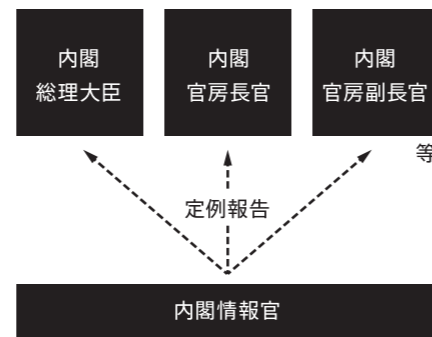 内閣
総理大臣
内閣
官房長官
内閣
官房副長官
等
定例報告
内閣情報官